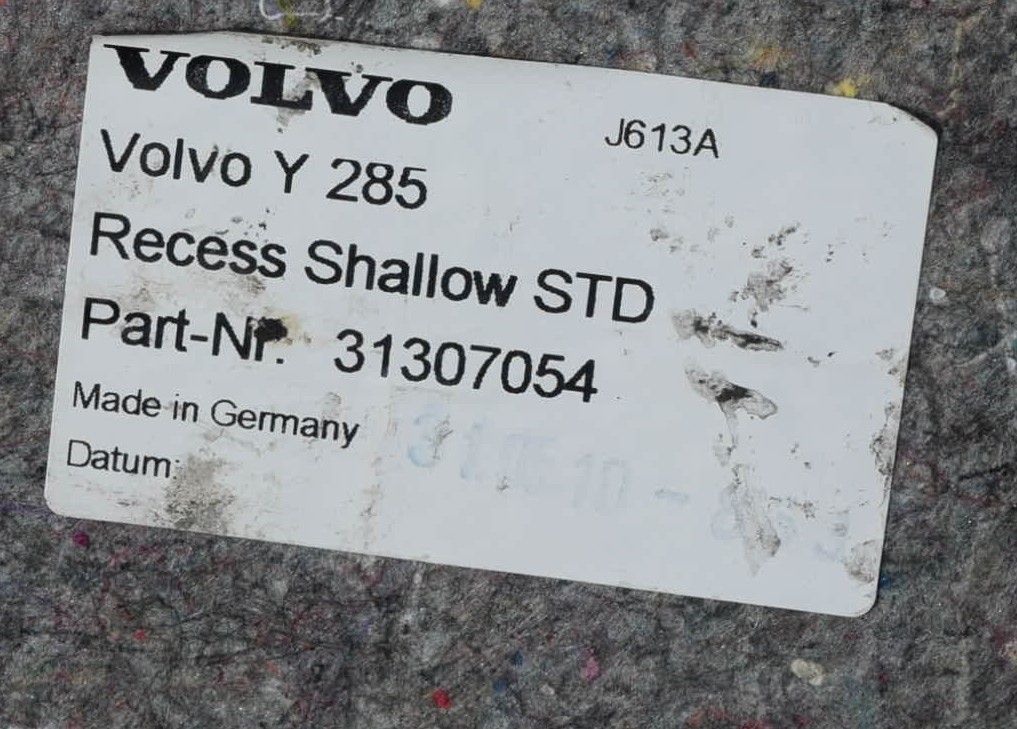 VOLVO
J613A
Volvo Y 285
Recess Shallow STD
Part-Nr. 31307054
Made in Germany
Datum: